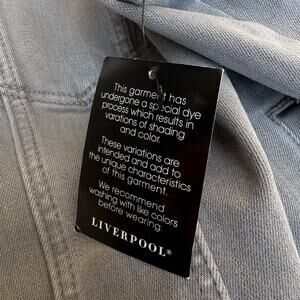 This garment has
undergone a special dye
process which results in
varations of shading
and color.
These variations are
intended and add to
the unique characteristics
of this garment.
We recommend
washing with like colors
before wearing.
LIVERPOOL®